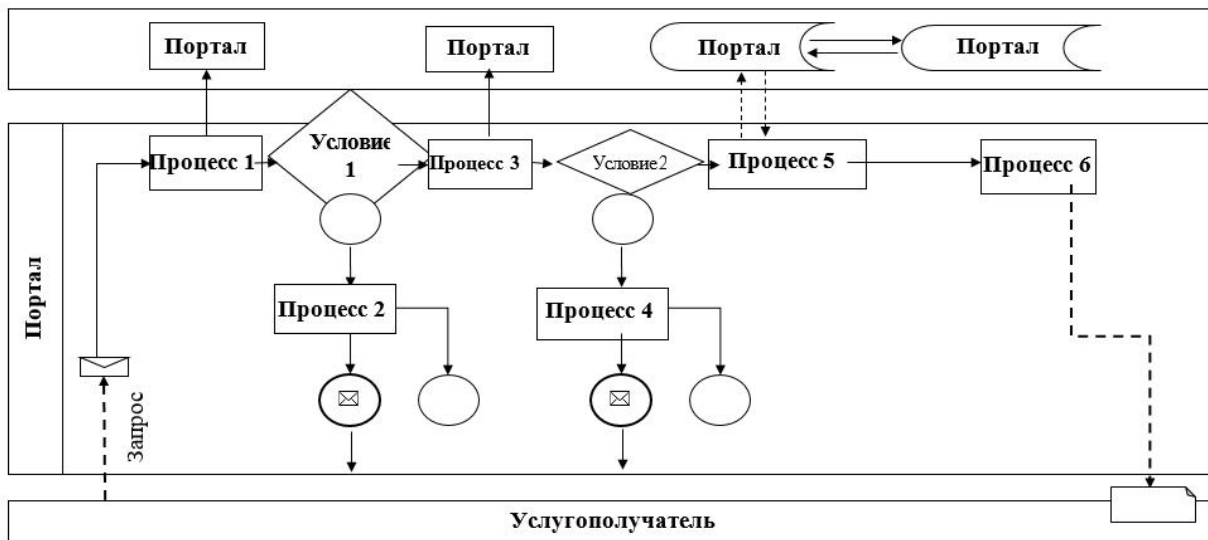 Портал
Портал
Портал
Портал
Процесс 1
Условие
1
Процесс 3
Условие 2
Процесс 5
Процесс 6
Портал
Процесс 2
Процесс 4
Запрос
Услугополучатель